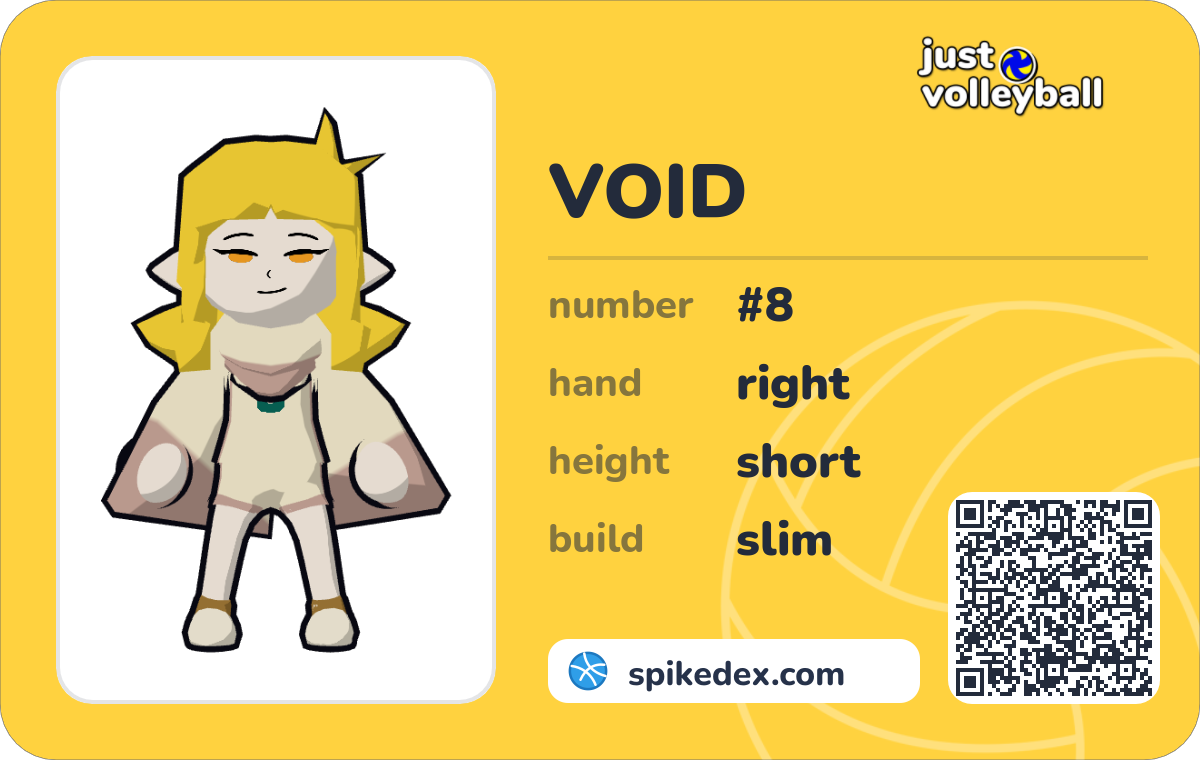 just
volleyball
VOID
number #8
hand right
height short
build slim
spikedex.com